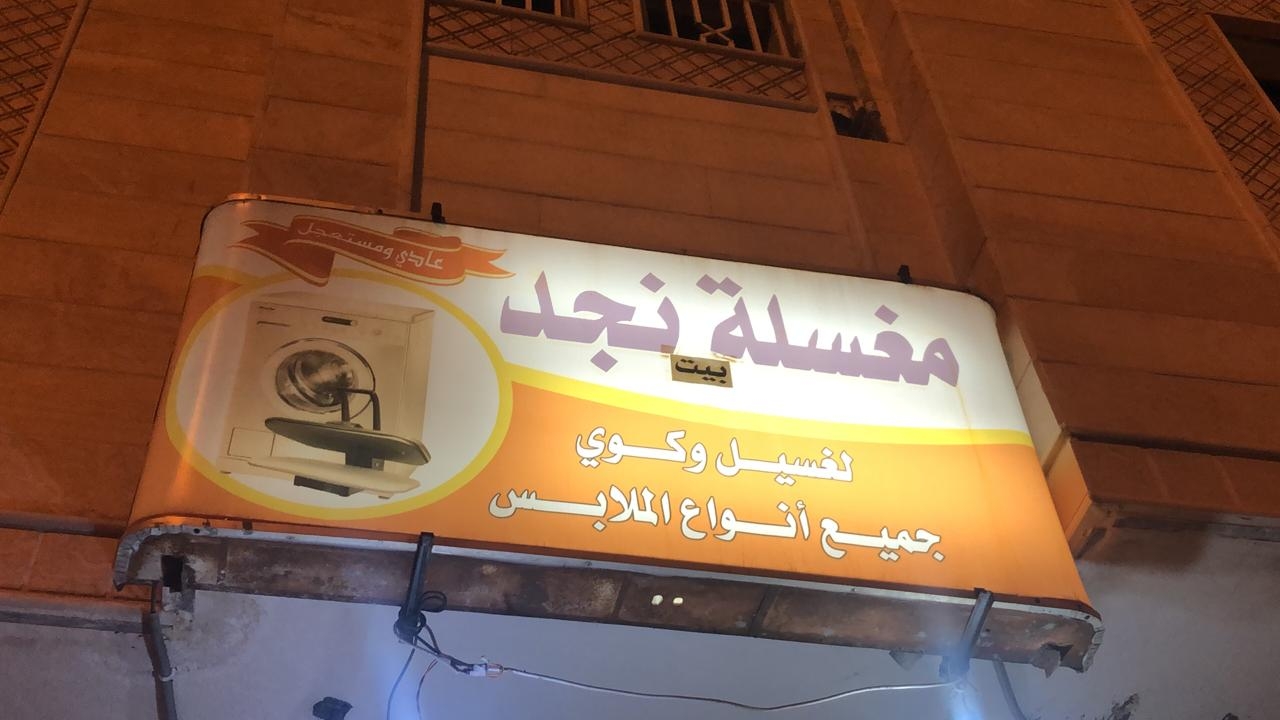 عادي ومستعجل
مغسلة نجد
بيت
لغسيل وكوي
جميع أنواع الملابس